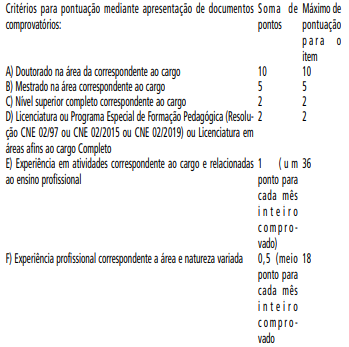 Critérios para pontuação mediante apresentação de documentos Soma de Máximo de
comprovatórios: pontos pontuação
para o
item
A) Doutorado na área da correspondente ao cargo 10 10
B) Mestrado na área correspondente ao cargo 5 5
C) Nível superior completo correspondente ao cargo 2 2
D) Licenciatura ou Programa Especial de Formação Pedagógica (Resolu- 2 2
ção CNE 02/97 ou CNE 02/2015 ou CNE 02/2019) ou Licenciatura em
áreas afins ao cargo Completo
E) Experiência em atividades correspondente ao cargo e relacionadas 1 (um 36
ao ensino profissional ponto para
cada mês
inteiro
compro-
vado)
F) Experiência profissional correspondente a área e natureza variada 0,5 (meio 18
ponto para
cada mês
inteiro
compro-
vado